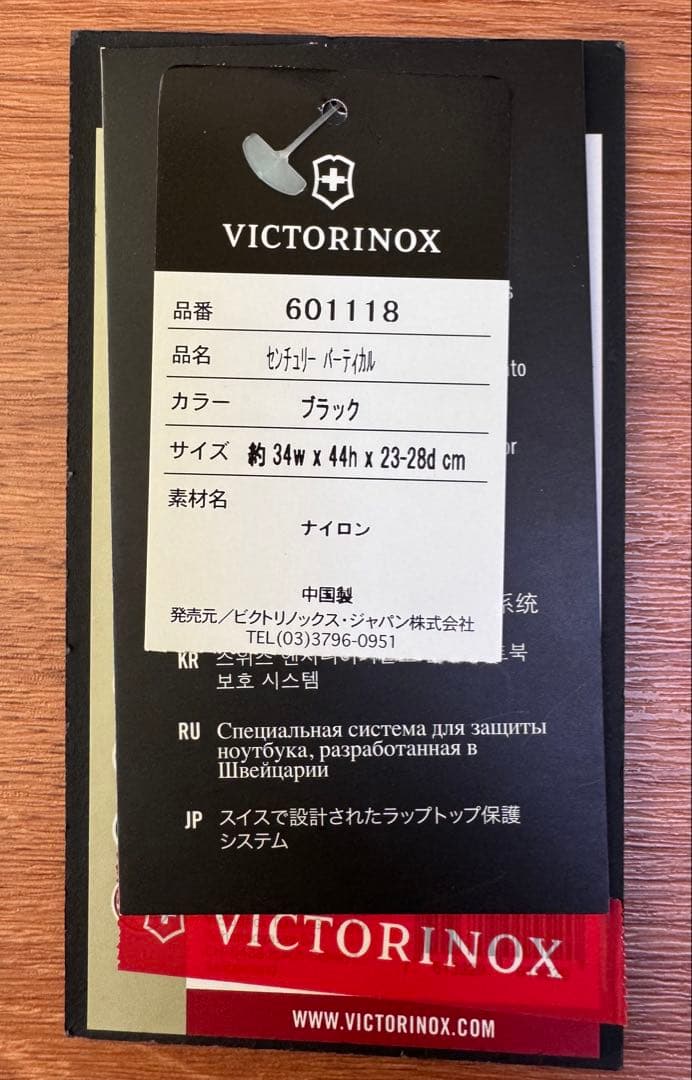 VICTORINOX
品番 601118
品名 センチュリー バーティカル
カラー ブラック
サイズ 約 34w x 44h x 23-28d cm
素材名
ナイロン
中国製
発売元／ビクトリノックス・ジャパン株式会社
TEL(03)3796-0951
系统
KR
북
보호 시스템
RU Специальная система для защиты
ноутбука, разработанная в
Швейцарии
JP スイスで設計されたラップトップ保護
システム
VICTORINOX
WWW.VICTORINOX.COM